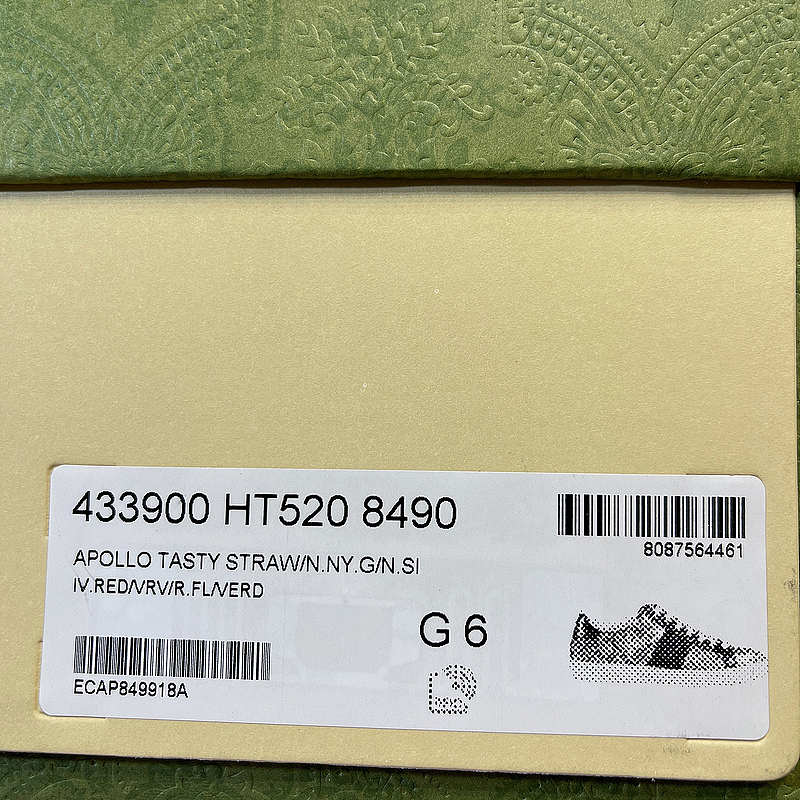 433900 HT520 8490
8087564461
APOLLO TASTY STRAW/N.NY.G/N.SI
IV.RED/VRV/R.FL/VERD
G 6
ECAP849918A